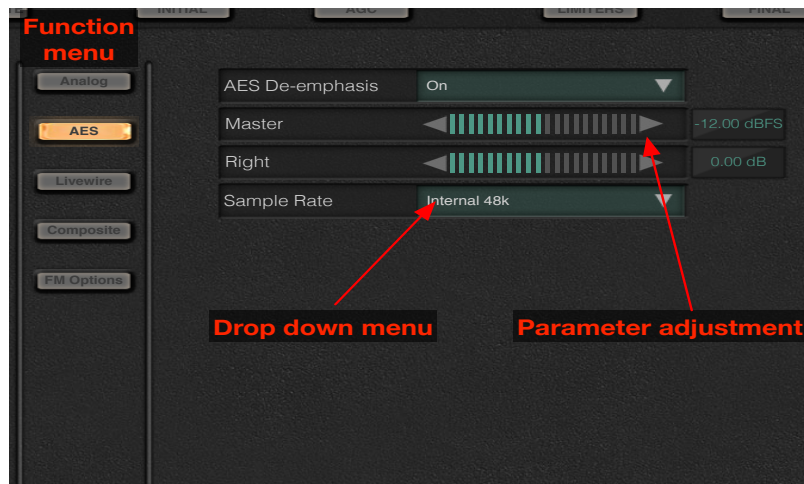 INITIAL AGC LIMITERS FINAL
Function
menu
Analog
AES
Livewire
Composite
FM Options
AES De-emphasis On
Master -12.00 dBFS
Right 0.00 dB
Sample Rate Internal 48k
Drop down menu Parameter adjustment